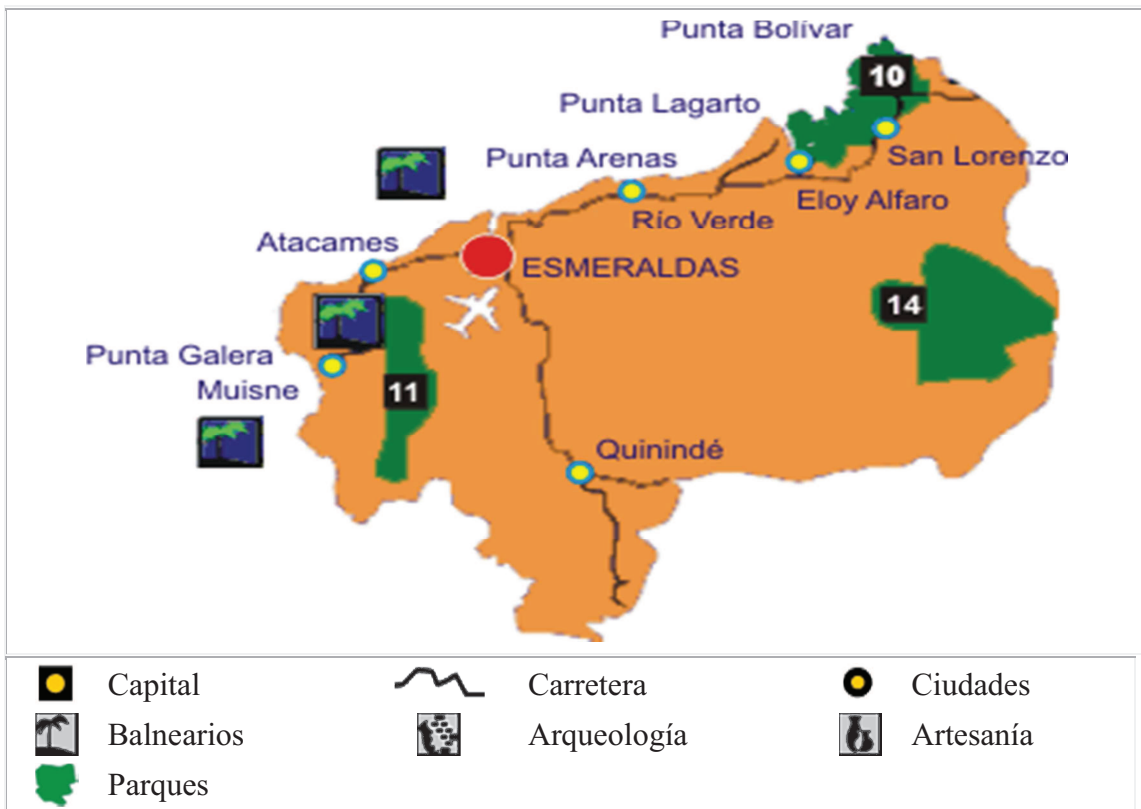 Punta Bolívar
10
Punta Lagarto
San Lorenzo
Punta Arenas
Eloy Alfaro
Río Verde
Atacames
ESMERALDAS
14
Punta Galera
Muisne
11
Quinindé
Capital
Carretera
Ciudades
Balnearios
Arqueología
Artesanía
Parques